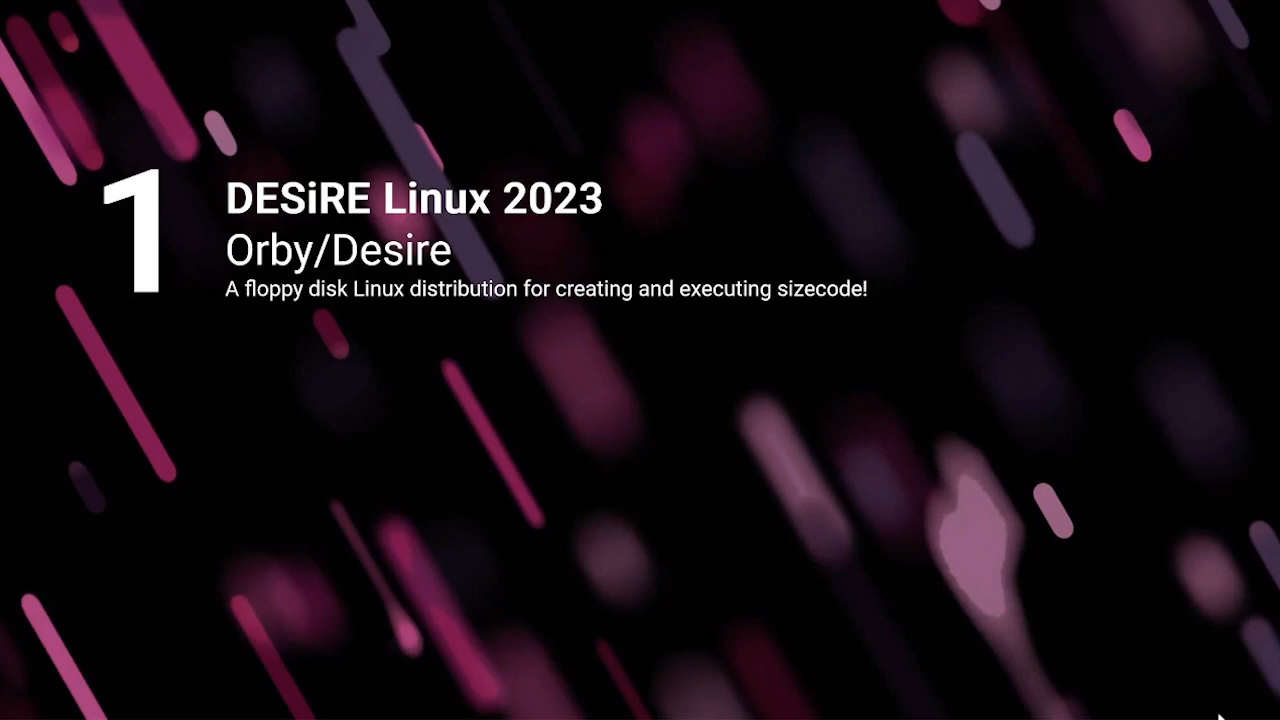 1
DESiRE Linux 2023
Orby/Desire
A floppy disk Linux distribution for creating and executing sizecode!